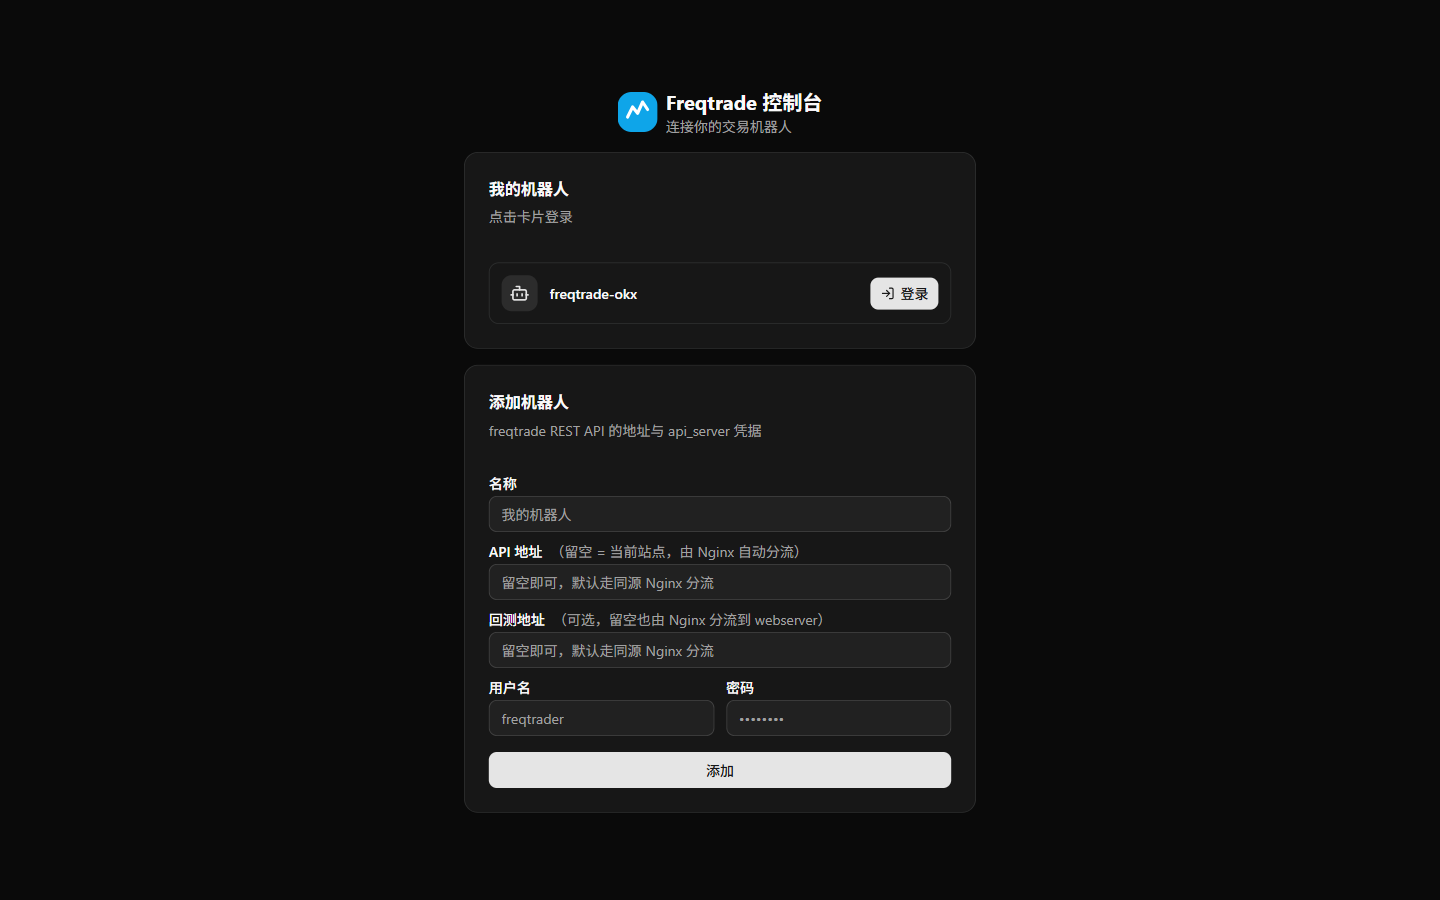 Freqtrade 控制台
连接你的交易机器人
我的机器人
点击卡片登录
freqtrade-okx
登录
添加机器人
freqtrade REST API 的地址与 api_server 凭据
名称
我的机器人
API 地址 （留空 = 当前站点，由 Nginx 自动分流）
留空即可，默认走同源 Nginx 分流
回测地址 （可选，留空也由 Nginx 分流到 webserver）
留空即可，默认走同源 Nginx 分流
用户名 密码
freqtrader ••••••••
添加